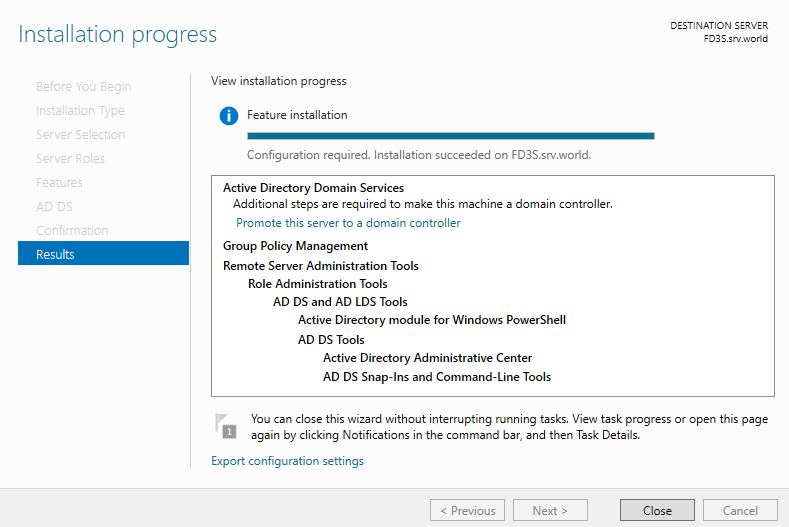 Installation progress
DESTINATION SERVER
FD3S.srv.world
Before You Begin
Installation Type
Server Selection
Server Roles
Features
AD DS
Confirmation
Results
View installation progress
Feature installation
Configuration required. Installation succeeded on FD3S.srv.world.
Active Directory Domain Services
Additional steps are required to make this machine a domain controller.
Promote this server to a domain controller
Group Policy Management
Remote Server Administration Tools
Role Administration Tools
AD DS and AD LDS Tools
Active Directory module for Windows PowerShell
AD DS Tools
Active Directory Administrative Center
AD DS Snap-Ins and Command-Line Tools
1
You can close this wizard without interrupting running tasks. View task progress or open this page
again by clicking Notifications in the command bar, and then Task Details.
Export configuration settings
< Previous
Next >
Close
Cancel